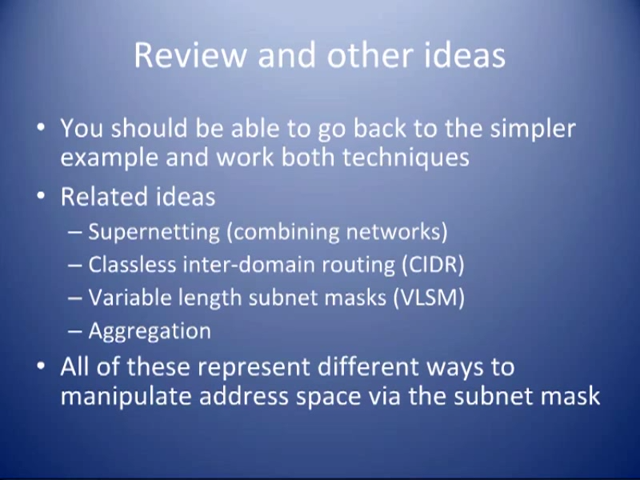 Review and other ideas
• You should be able to go back to the simpler
example and work both techniques
• Related ideas
– Supernetting (combining networks)
– Classless inter-domain routing (CIDR)
– Variable length subnet masks (VLSM)
– Aggregation
• All of these represent different ways to
manipulate address space via the subnet mask